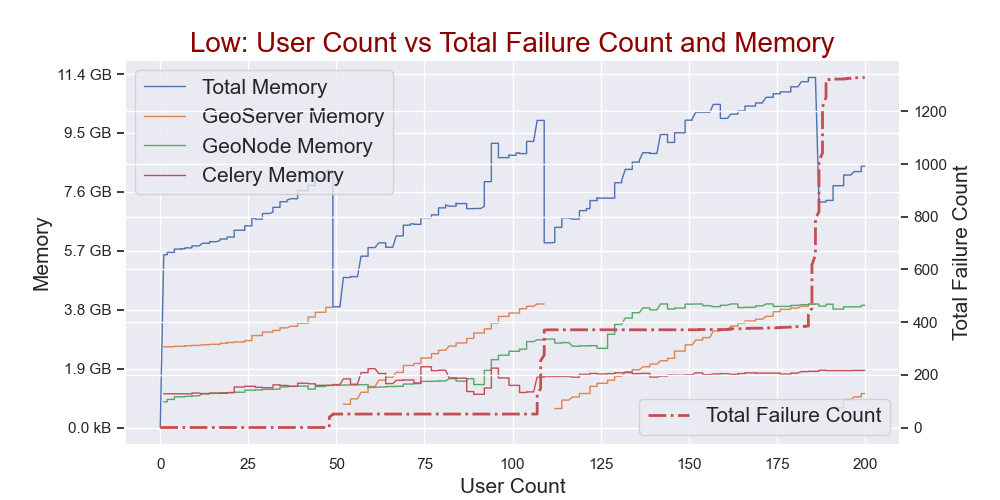 Low: User Count vs Total Failure Count and Memory
Total Memory
GeoServer Memory
GeoNode Memory
Celery Memory
11.4 GB
9.5 GB
7.6 GB
5.7 GB
3.8 GB
1.9 GB
0.0 kB
Memory
1200
1000
800
600
400
200
0
Total Failure Count
Total Failure Count
0 25 50 75 100 125 150 175 200
User Count